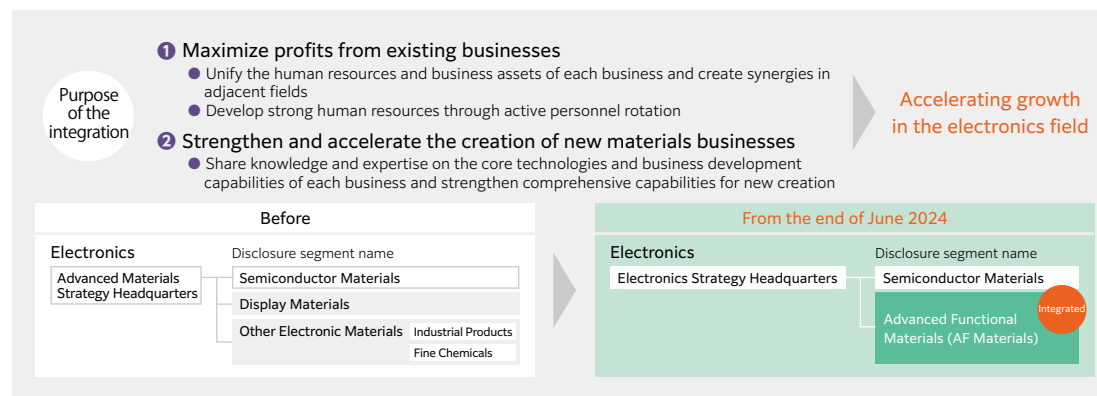 Purpose
of the
integration
1 Maximize profits from existing businesses
● Unify the human resources and business assets of each business and create synergies in
adjacent fields
● Develop strong human resources through active personnel rotation
2 Strengthen and accelerate the creation of new materials businesses
● Share knowledge and expertise on the core technologies and business development
capabilities of each business and strengthen comprehensive capabilities for new creation
Accelerating growth
in the electronics field
Before
Electronics
Disclosure segment name
Advanced Materials
Strategy Headquarters
Semiconductor Materials
Display Materials
Other Electronic Materials
Industrial Products
Fine Chemicals
From the end of June 2024
Electronics
Disclosure segment name
Electronics Strategy Headquarters
Semiconductor Materials
Integrated
Advanced Functional
Materials (AF Materials)